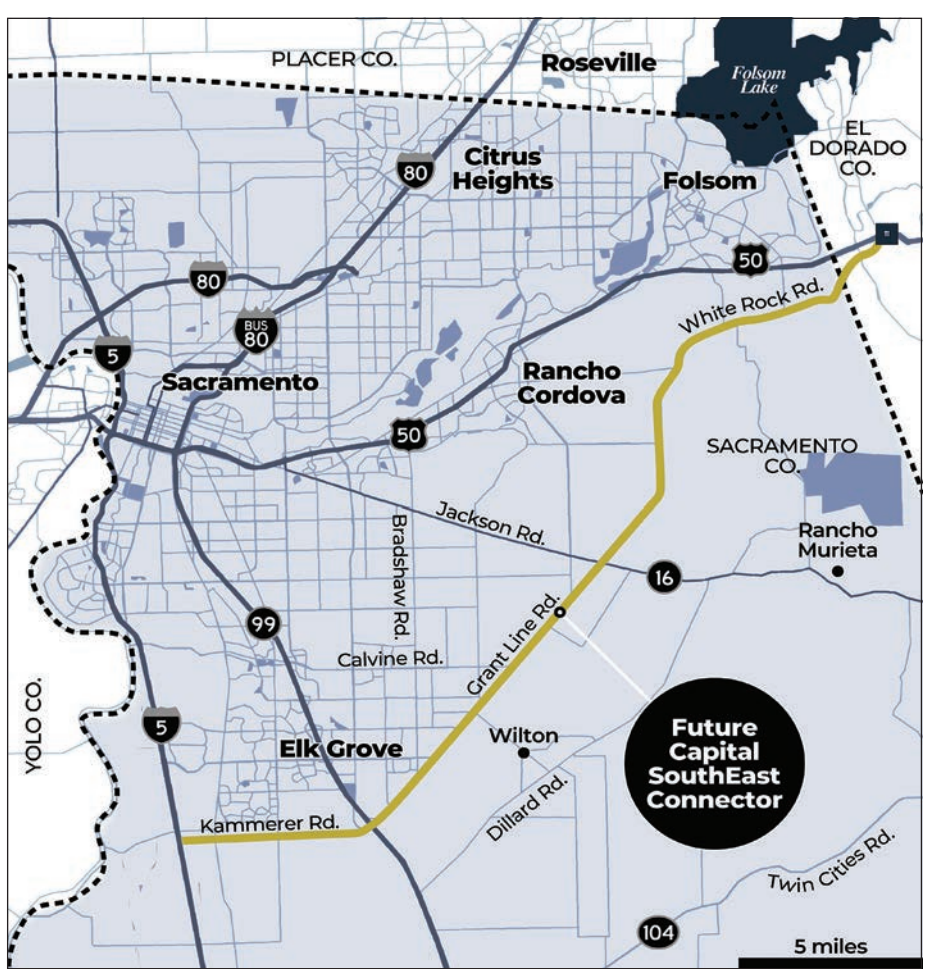 PLACER CO.
Roseville
Folsom
Lake
EL
DORADO
CO.
Citrus
Heights
Folsom
80
50
80
White Rock Rd.
BUS
80
5
Sacramento
Rancho
Cordova
50
SACRAMENTO
CO.
Jackson Rd.
Bradshaw Rd.
Rancho
Murieta
16
99
Grant Line Rd.
Calvine Rd.
YOLO CO.
5
Elk Grove
Wilton
Future
Capital
SouthEast
Connector
Kammerer Rd.
Dillard Rd.
Twin Cities Rd.
104
5 miles